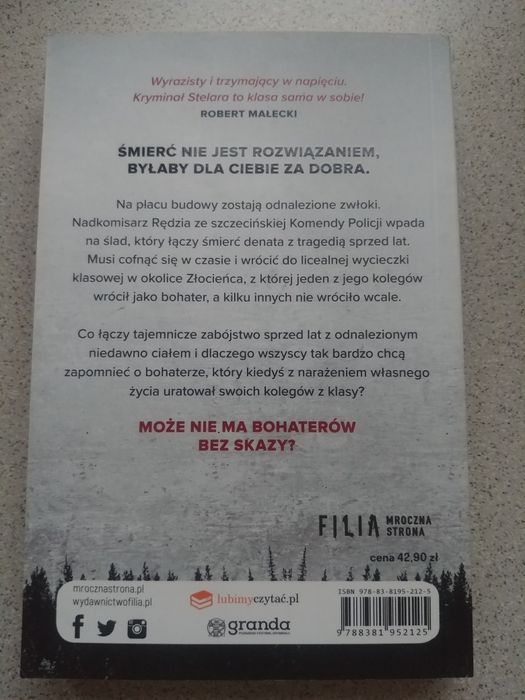 Wyrazisty i trzymający w napięciu.
Kryminał Stelara to klasa sama w sobie!
ROBERT MAŁECKI
ŚMIERĆ NIE JEST ROZWIĄZANIEM,
BYŁABY DLA CIEBIE ZA DOBRA.
Na placu budowy zostają odnalezione zwłoki.
Nadkomisarz Rędzia ze szczecińskiej Komendy Policji wpada
na ślad, który łączy śmierć denata z tragedią sprzed lat.
Musi cofnąć się w czasie i wrócić do licealnej wycieczki
klasowej w okolice Złocieńca, z której jeden z jego kolegów
wrócił jako bohater, a kilku innych nie wróciło wcale.
Co łączy tajemnicze zabójstwo sprzed lat z odnalezionym
niedawno ciałem i dlaczego wszyscy tak bardzo chcą
zapomnieć o bohaterze, który kiedyś z narażeniem własnego
życia uratował swoich kolegów z klasy?
MOŻE NIE MA BOHATERÓW
BEZ SKAZY?
FILIA MROCZNA STRONA
cena 42,90 zł
mrocznastrona.pl
wydawnictwofilia.pl
lubimyczytać.pl
granda
ISBN 978-83-8195-212-5
9 788381 952125